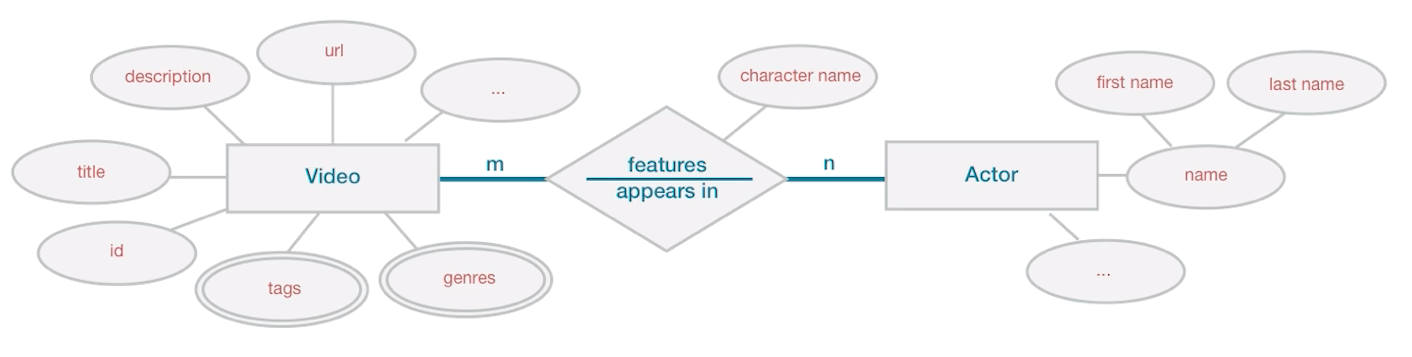 url
description
...
character name
first name
last name
title
Video
m
features
appears in
n
Actor
name
id
tags
genres
...